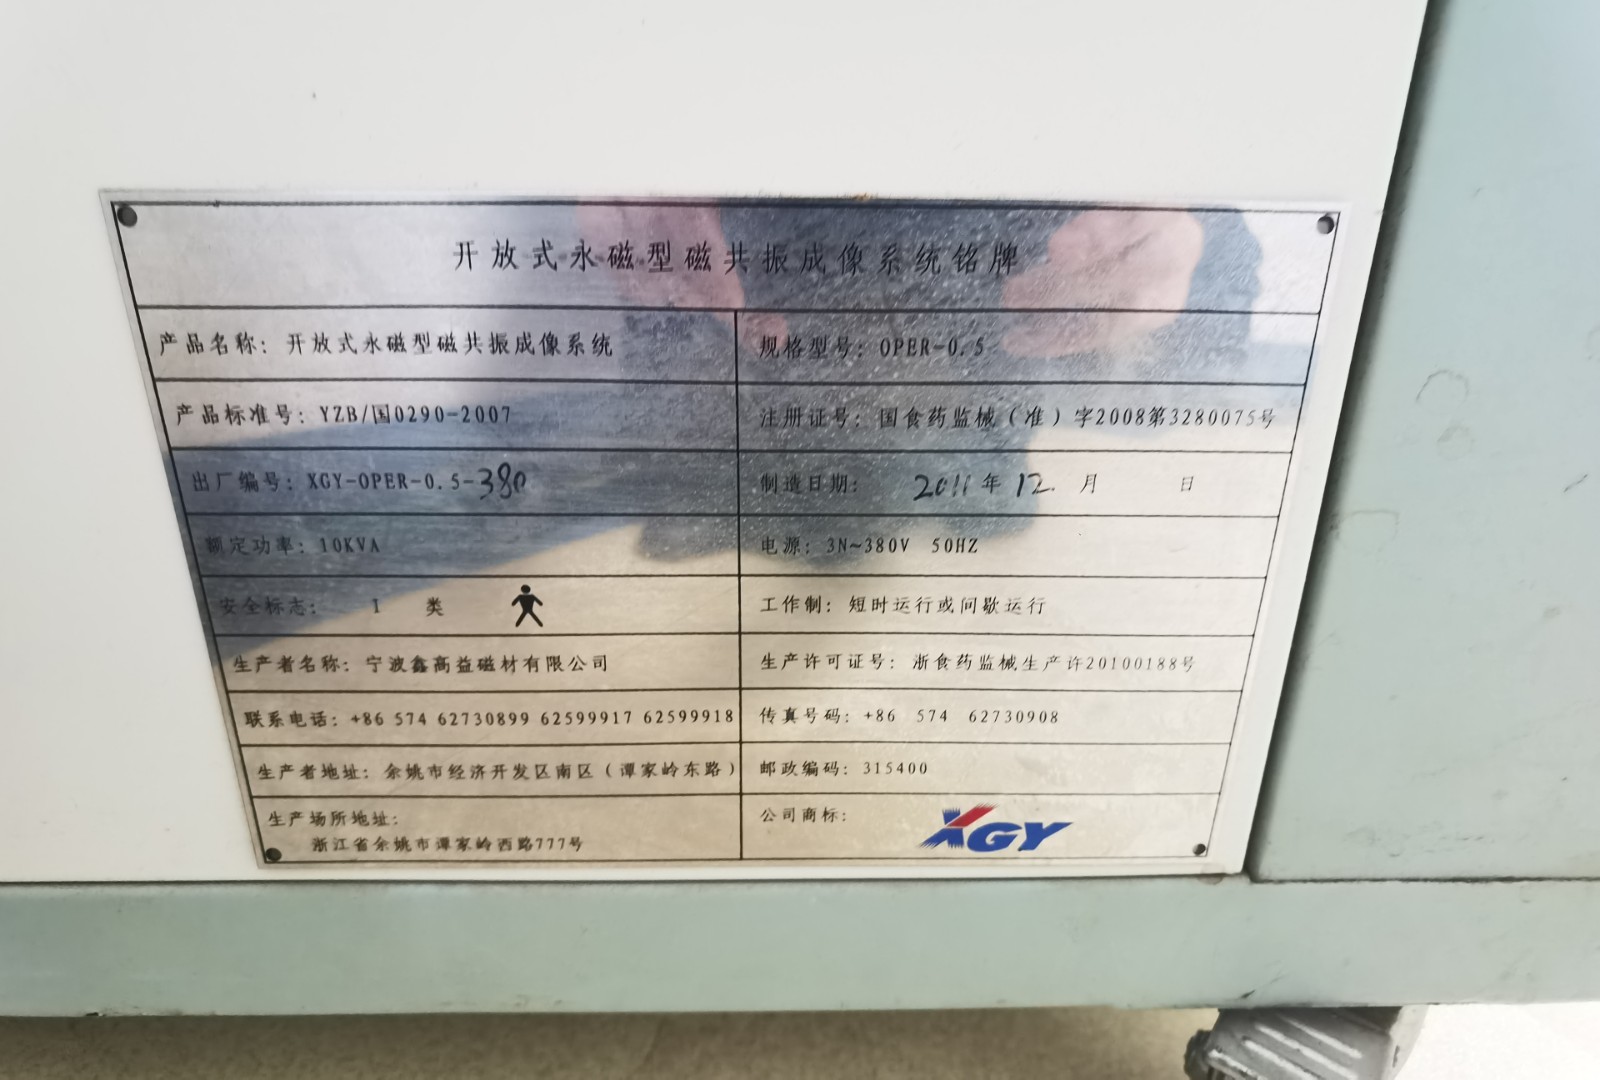 开放式永磁型磁共振成像系统铭牌
产品名称：开放式永磁型磁共振成像系统
规格型号：OPER-0.5
产品标准号：YZB/国0290-2007
注册证号：国食药监械（准）字2008第3280075号
出厂编号：XGY-OPER-0.5-380
制造日期：2011年12月 日
额定功率：10KVA
电源：3N~380V 50HZ
安全标志： I 类
工作制：短时运行或间歇运行
生产者名称：宁波鑫高益磁材有限公司
生产许可证号：浙食药监械生产许20100188号
联系电话：+86 574 62730899 62599917 62599918
传真号码：+86 574 62730908
生产者地址：余姚市经济开发区南区（谭家岭东路）
邮政编码：315400
生产场所地址：
浙江省余姚市谭家岭西路777号
公司商标：
XGY